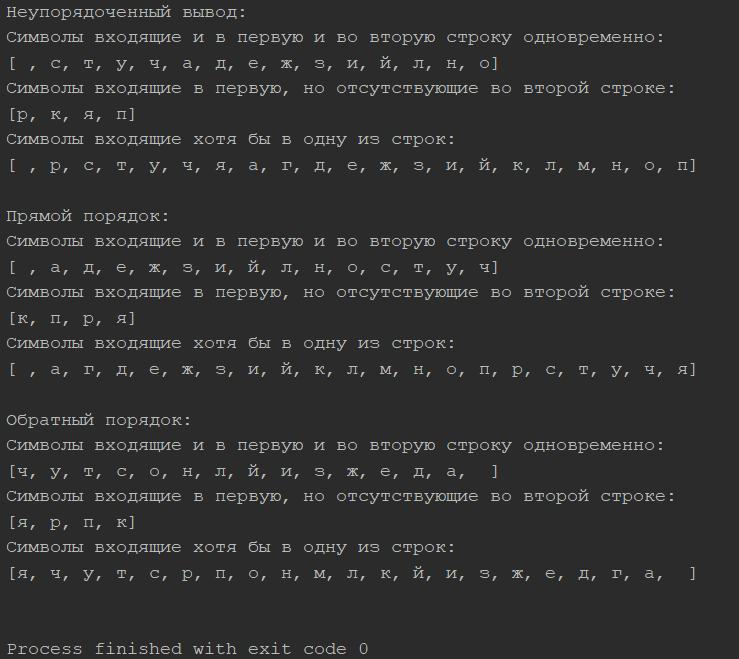 Неупорядоченный вывод:
Символы входящие и в первую и во вторую строку одновременно:
[ , с, т, у, ч, а, д, е, ж, з, и, й, л, н, о]
Символы входящие в первую, но отсутствующие во второй строке:
[р, к, я, п]
Символы входящие хотя бы в одну из строк:
[ , р, с, т, у, ч, я, а, г, д, е, ж, з, и, й, к, л, м, н, о, п]
Прямой порядок:
Символы входящие и в первую и во вторую строку одновременно:
[ , а, д, е, ж, з, и, й, л, н, о, с, т, у, ч]
Символы входящие в первую, но отсутствующие во второй строке:
[к, п, р, я]
Символы входящие хотя бы в одну из строк:
[ , а, г, д, е, ж, з, и, й, к, л, м, н, о, п, р, с, т, у, ч, я]
Обратный порядок:
Символы входящие и в первую и во вторую строку одновременно:
[ч, у, т, с, о, н, л, й, и, з, ж, е, д, а,  ]
Символы входящие в первую, но отсутствующие во второй строке:
[я, р, п, к]
Символы входящие хотя бы в одну из строк:
[я, ч, у, т, с, р, п, о, н, м, л, к, й, и, з, ж, е, д, г, а,  ]
Process finished with exit code 0